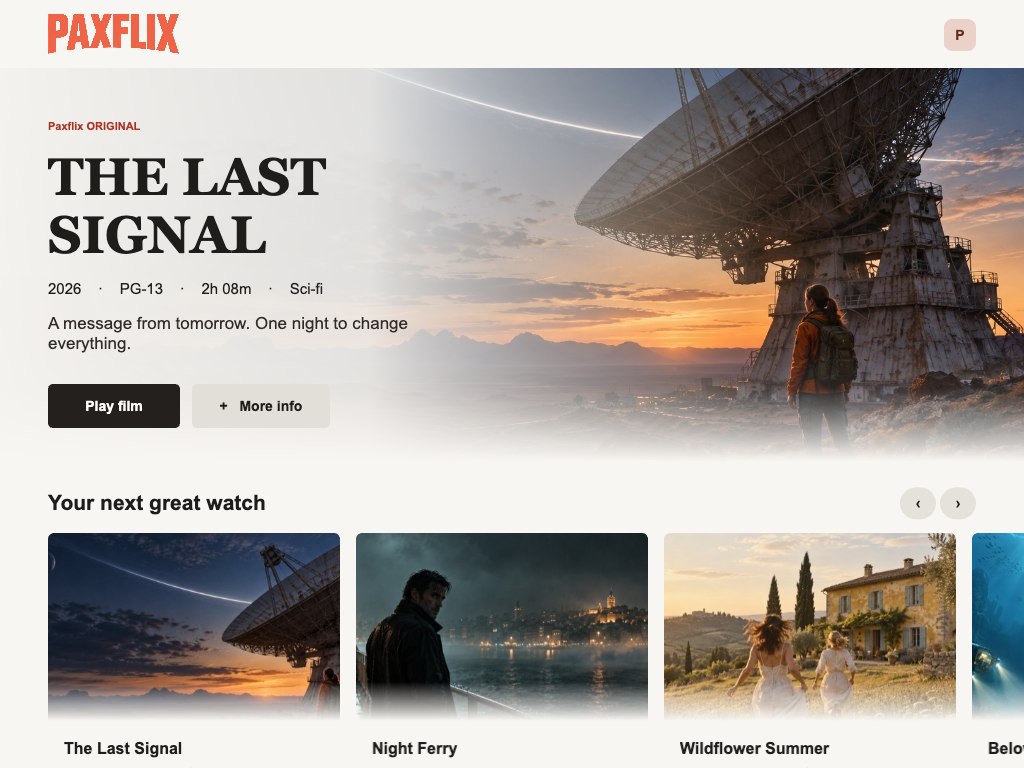 PAXFLIX
P
Paxflix ORIGINAL
THE LAST
SIGNAL
2026 · PG-13 · 2h 08m · Sci-fi
A message from tomorrow. One night to change
everything.
Play film
+ More info
Your next great watch
‹ ›
The Last Signal
Night Ferry
Wildflower Summer